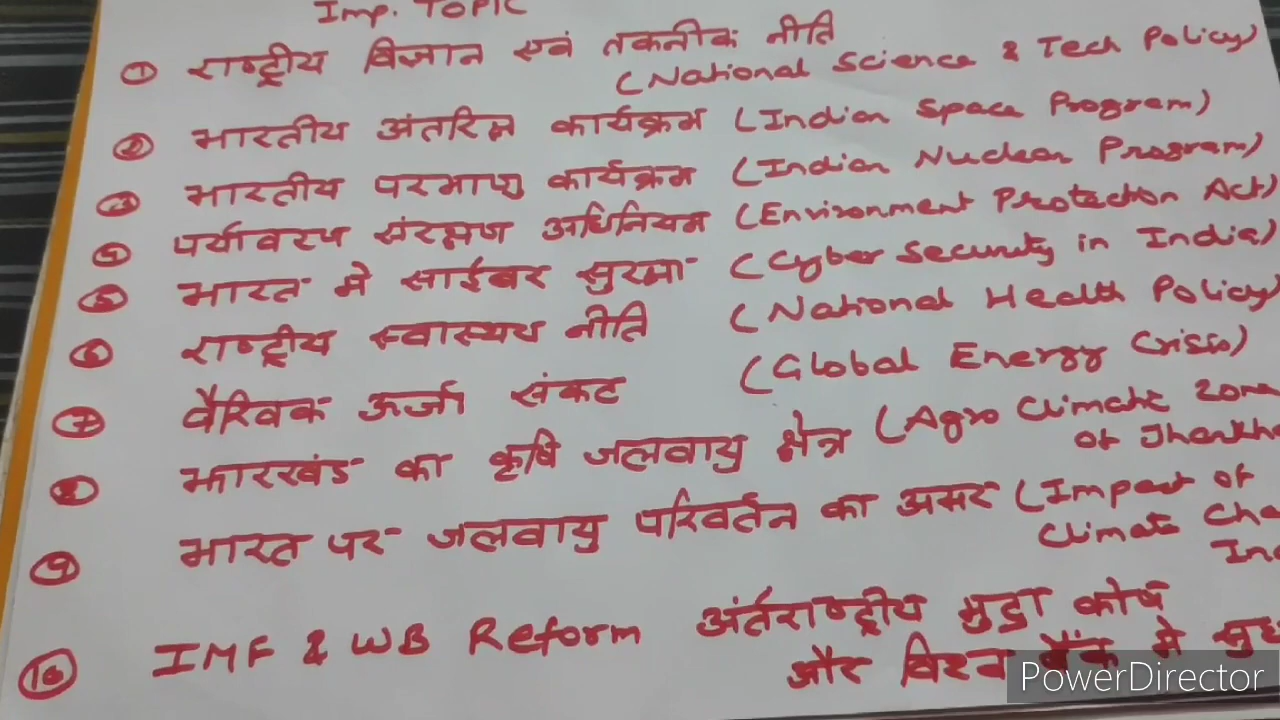 Imp. TOPIC
① राष्ट्रीय विज्ञान एवं तकनीक नीति
(National Science & Tech Policy)
② भारतीय अंतरिक्ष कार्यक्रम (Indian Space Program)
③ भारतीय परमाणु कार्यक्रम (Indian Nuclear Program)
④ पर्यावरण संरक्षण अधिनियम (Environment Protection Act)
⑤ भारत मे साईबर सुरक्षा (Cyber Security in India)
⑥ राष्ट्रीय स्वास्थय नीति (National Health Policy)
⑦ वैश्विक ऊर्जा संकट (Global Energy Crisis)
⑧ झारखंड का कृषि जलवायु क्षेत्र (Agro Climatic Zone
of Jharkh
⑨ भारत पर जलवायु परिवर्तन का असर (Impact of
Climate Cha
Ind
⑩ IMF & WB Reform अंर्तराष्ट्रीय मुद्रा कोष
और विश्व बैंक मे सुध
PowerDirector